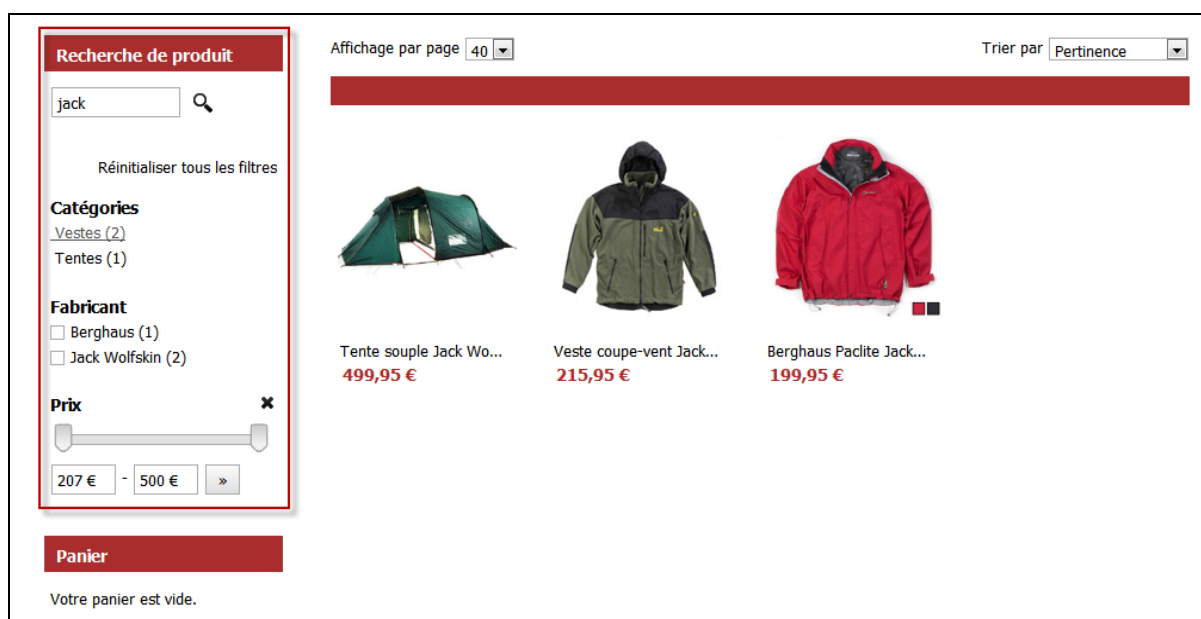 Recherche de produit
jack
Réinitialiser tous les filtres
Catégories
Vestes (2)
Tentes (1)
Fabricant
Berghaus (1)
Jack Wolfskin (2)
Prix
207 € - 500 € »
Panier
Votre panier est vide.
Affichage par page 40
Trier par Pertinence
Tente souple Jack Wo...
499,95 €
Veste coupe-vent Jack...
215,95 €
Berghaus Paclite Jack...
199,95 €